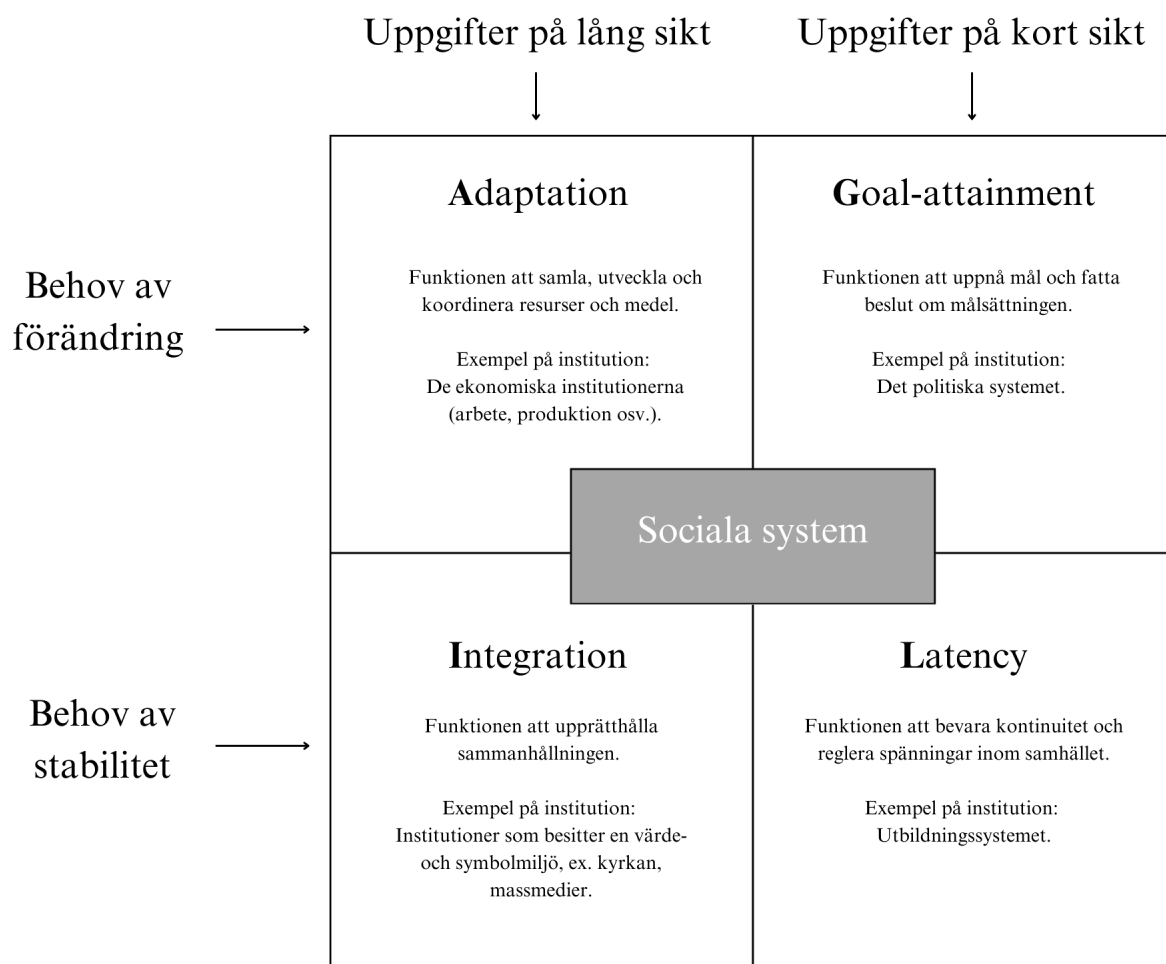 Uppgifter på lång sikt
Uppgifter på kort sikt
Behov av
förändring
Adaptation
Funktionen att samla, utveckla och
koordinera resurser och medel.
Exempel på institution:
De ekonomiska institutionerna
(arbete, produktion osv.).
Goal-attainment
Funktionen att uppnå mål och fatta
beslut om målsättningen.
Exempel på institution:
Det politiska systemet.
Sociala system
Behov av
stabilitet
Integration
Funktionen att upprätthålla
sammanhållningen.
Exempel på institution:
Institutioner som besitter en värde-
och symbolmiljö, ex. kyrkan,
massmedier.
Latency
Funktionen att bevara kontinuitet och
reglera spänningar inom samhället.
Exempel på institution:
Utbildningssystemet.